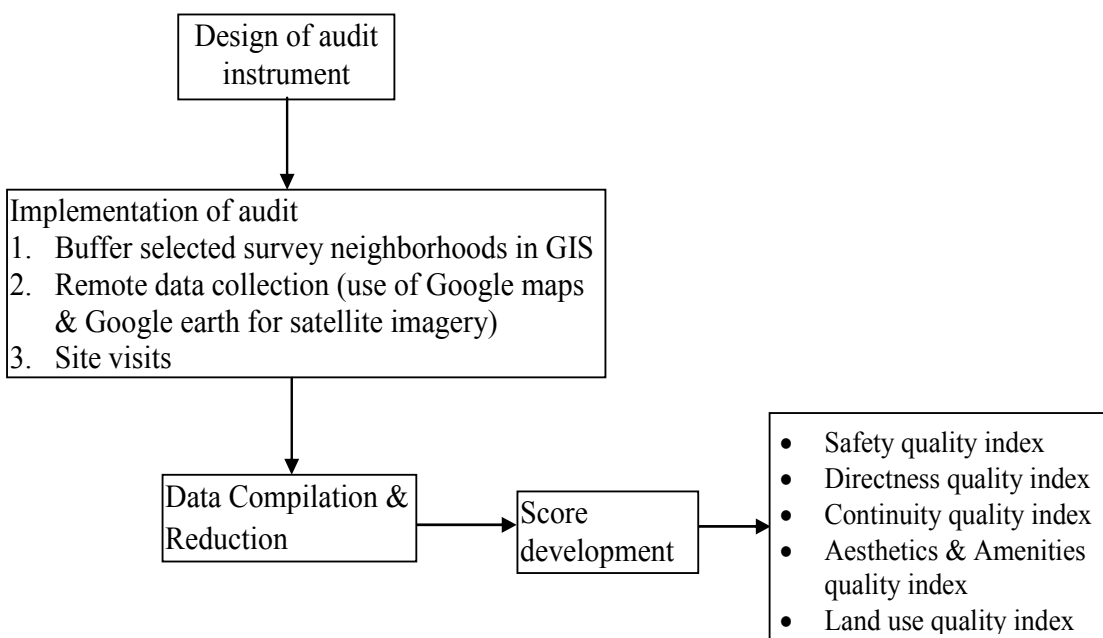 Design of audit
instrument
Implementation of audit
1. Buffer selected survey neighborhoods in GIS
2. Remote data collection (use of Google maps
& Google earth for satellite imagery)
3. Site visits
Data Compilation &
Reduction
Score
development
• Safety quality index
• Directness quality index
• Continuity quality index
• Aesthetics & Amenities
quality index
• Land use quality index